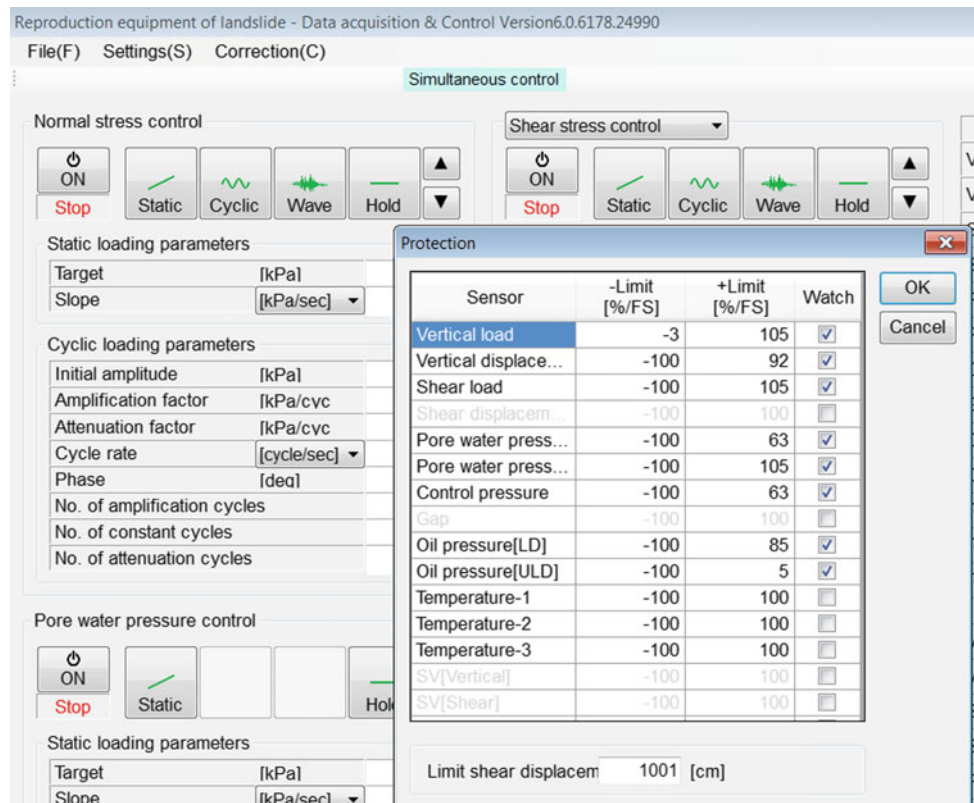 Reproduction equipment of landslide - Data acquisition & Control Version6.0.6178.24990
File(F) Settings(S) Correction(C)
Simultaneous control
Normal stress control
ON
Stop
Static
Cyclic
Wave
Hold
▲
▼
Shear stress control
ON
Stop
Static
Cyclic
Wave
Hold
▲
▼
Static loading parameters
Target [kPa]
Slope [kPa/sec]
Cyclic loading parameters
Initial amplitude [kPa]
Amplification factor [kPa/cyc
Attenuation factor [kPa/cyc
Cycle rate [cycle/sec]
Phase [deg]
No. of amplification cycles
No. of constant cycles
No. of attenuation cycles
Pore water pressure control
ON
Stop
Static
Hol
Static loading parameters
Target [kPa]
Slope [kPa/sec]
Protection
Sensor -Limit [%/FS] +Limit [%/FS] Watch
Vertical load -3 105
Vertical displace... -100 92
Shear load -100 105
Shear displacem... -100 100
Pore water press... -100 63
Pore water press... -100 105
Control pressure -100 63
Gap -100 100
Oil pressure[LD] -100 85
Oil pressure[ULD] -100 5
Temperature-1 -100 100
Temperature-2 -100 100
Temperature-3 -100 100
SV[Vertical] -100 100
SV[Shear] -100 100
OK
Cancel
Limit shear displacem 1001 [cm]